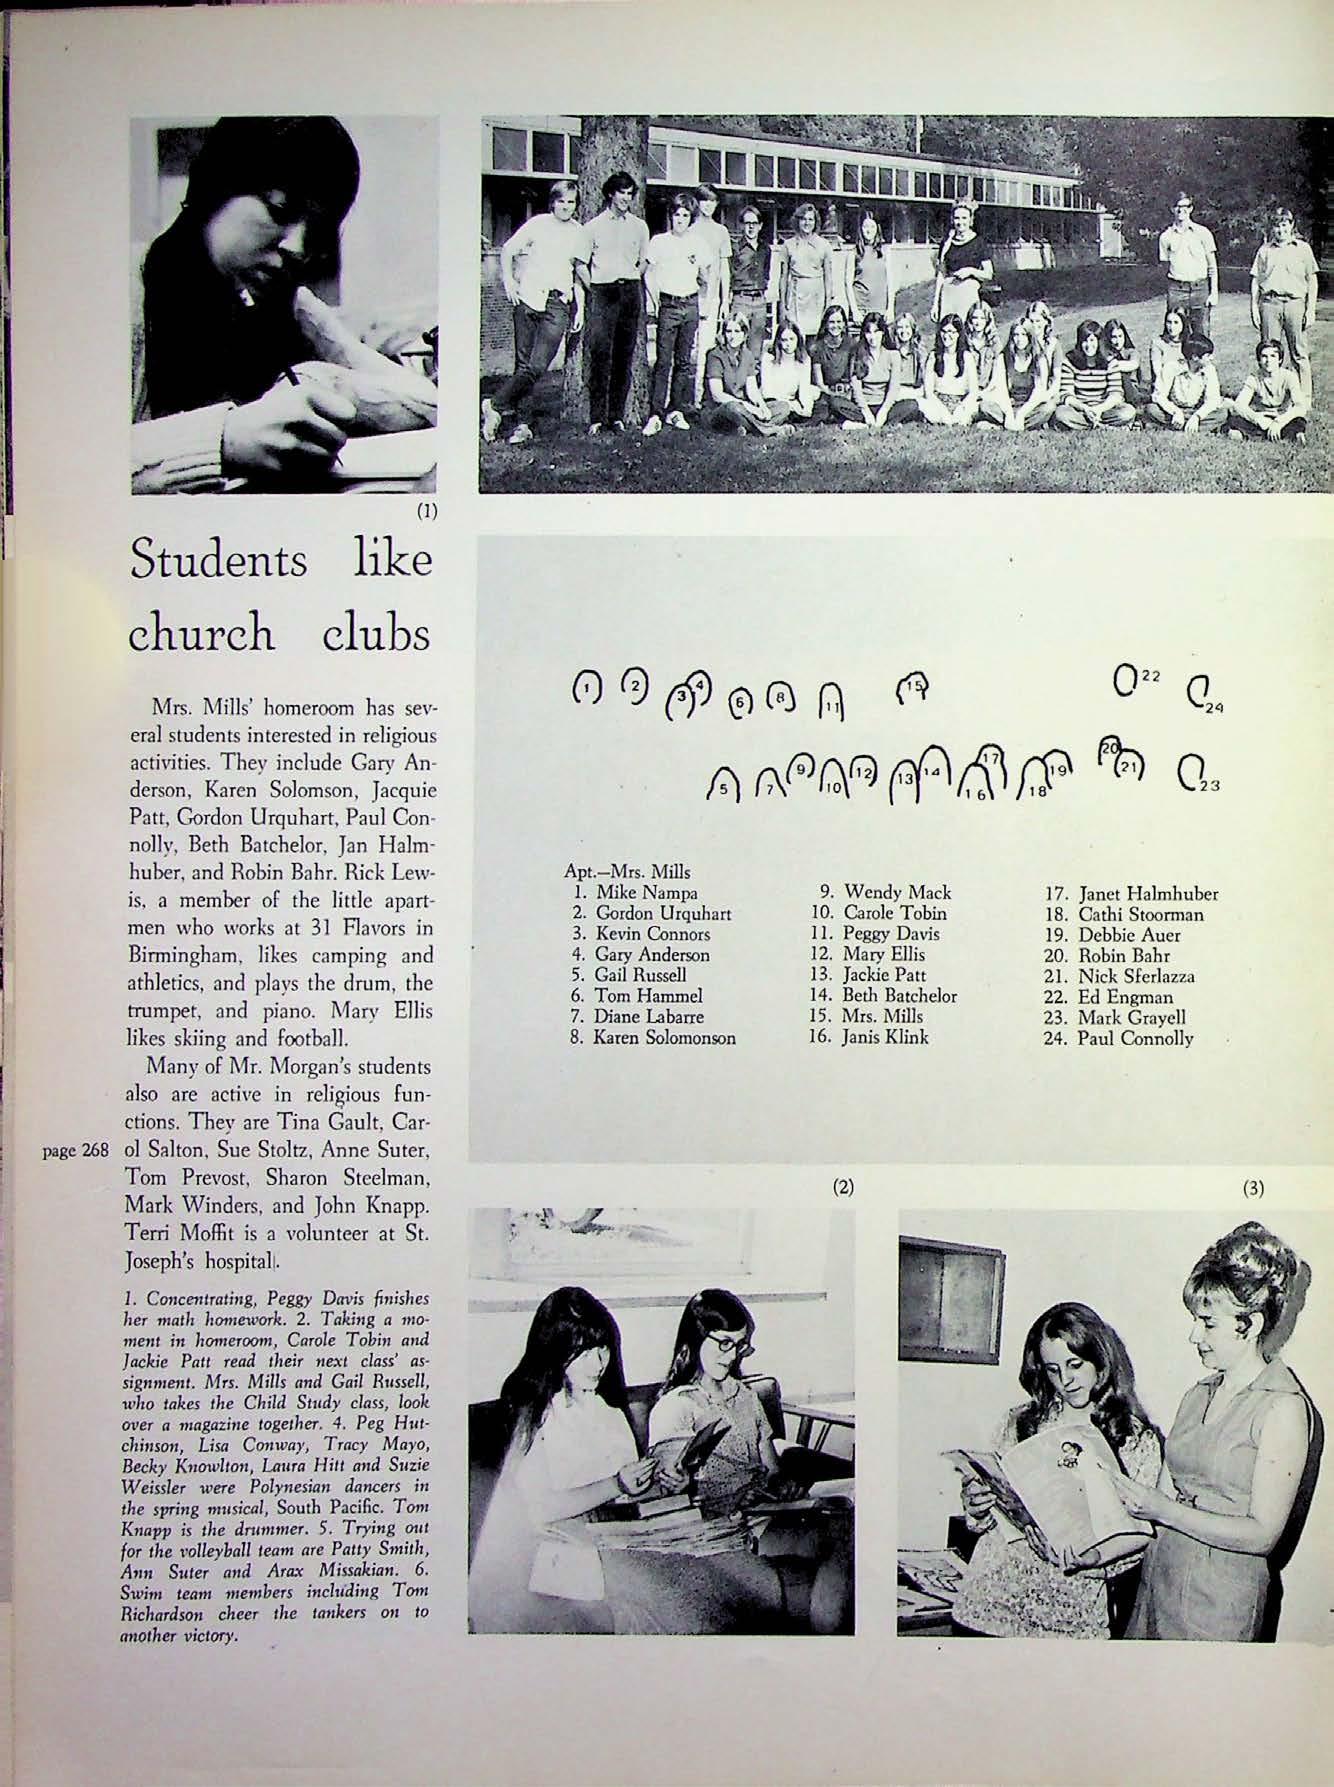 (1)
Students like
church clubs
Mrs. Mills' homeroom has sev-
eral students interested in religious
activities. They include Gary An-
derson, Karen Solomson, Jacquie
Patt, Gordon Urquhart, Paul Con-
nolly, Beth Batchelor, Jan Halm-
huber, and Robin Bahr. Rick Lew-
is, a member of the little apart-
men who works at 31 Flavors in
Birmingham, likes camping and
athletics, and plays the drum, the
trumpet, and piano. Mary Ellis
likes skiing and football.
Many of Mr. Morgan's students
also are active in religious fun-
ctions. They are Tina Gault, Car-
ol Salton, Sue Stoltz, Anne Suter,
Tom Prevost, Sharon Steelman,
Mark Winders, and John Knapp.
Terri Moffit is a volunteer at St.
Joseph's hospital.
page 268
1. Concentrating, Peggy Davis finishes
her math homework. 2. Taking a mo-
ment in homeroom, Carole Tobin and
Jackie Patt read their next class' as-
signment. Mrs. Mills and Gail Russell,
who takes the Child Study class, look
over a magazine together. 4. Peg Hut-
chinson, Lisa Conway, Tracy Mayo,
Becky Knowlton, Laura Hitt and Suzie
Weissler were Polynesian dancers in
the spring musical, South Pacific. Tom
Knapp is the drummer. 5. Trying out
for the volleyball team are Patty Smith,
Ann Suter and Arax Missakian. 6.
Swim team members including Tom
Richardson cheer the tankers on to
another victory.
1 2 3 4 6 8 11 15 22 24
5 7 9 10 12 13 14 16 17 18 19 20 21 23
Apt.—Mrs. Mills
1. Mike Nampa
2. Gordon Urquhart
3. Kevin Connors
4. Gary Anderson
5. Gail Russell
6. Tom Hammel
7. Diane Labarre
8. Karen Solomonson
9. Wendy Mack
10. Carole Tobin
11. Peggy Davis
12. Mary Ellis
13. Jackie Patt
14. Beth Batchelor
15. Mrs. Mills
16. Janis Klink
17. Janet Halmhuber
18. Cathi Stoorman
19. Debbie Auer
20. Robin Bahr
21. Nick Sferlazza
22. Ed Engman
23. Mark Grayell
24. Paul Connolly
(2)
(3)